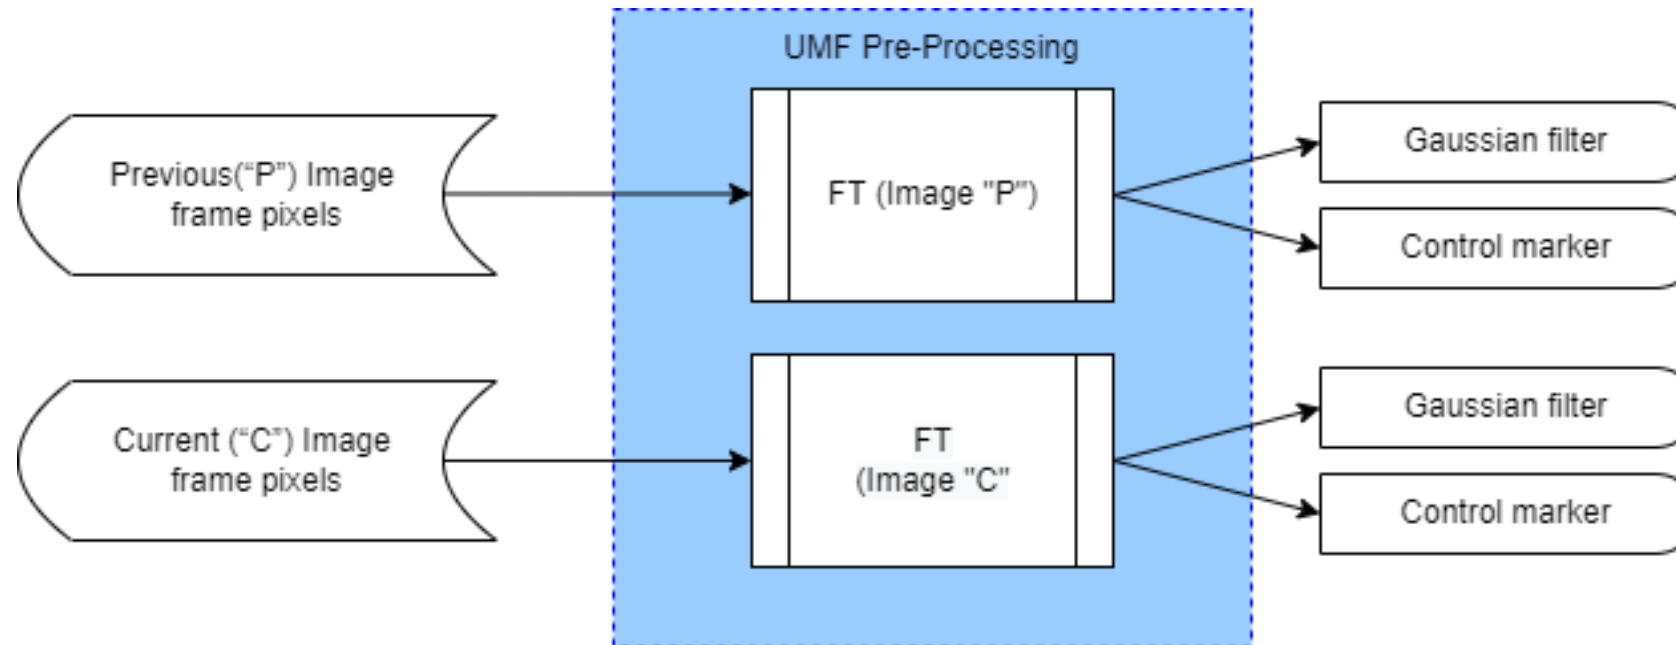 UMF Pre-Processing
Previous(“P”) Image
frame pixels
FT (Image "P")
Gaussian filter
Control marker
Current (“C”) Image
frame pixels
FT
(Image "C"
Gaussian filter
Control marker